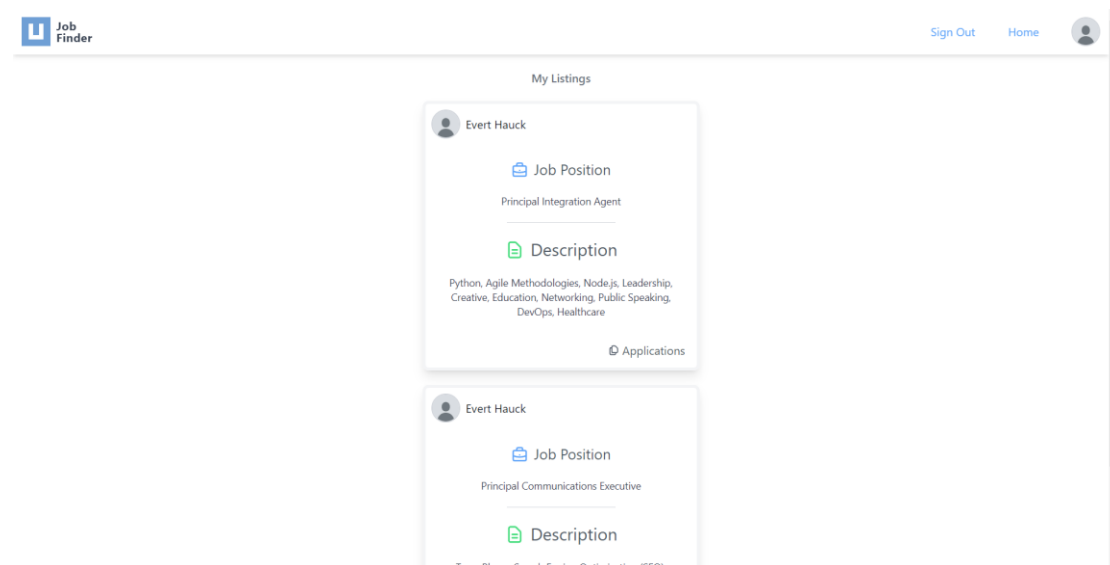 U Job
Finder
Sign Out Home
My Listings
Evert Hauck
Job Position
Principal Integration Agent
Description
Python, Agile Methodologies, Node.js, Leadership,
Creative, Education, Networking, Public Speaking,
DevOps, Healthcare
Applications
Evert Hauck
Job Position
Principal Communications Executive
Description